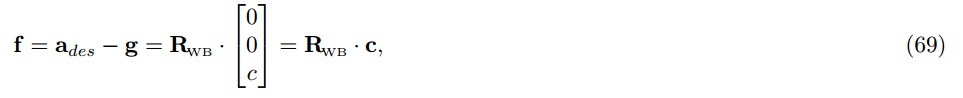 f = a_des − g = R_WB · [0 0 c] = R_WB · c, (69)